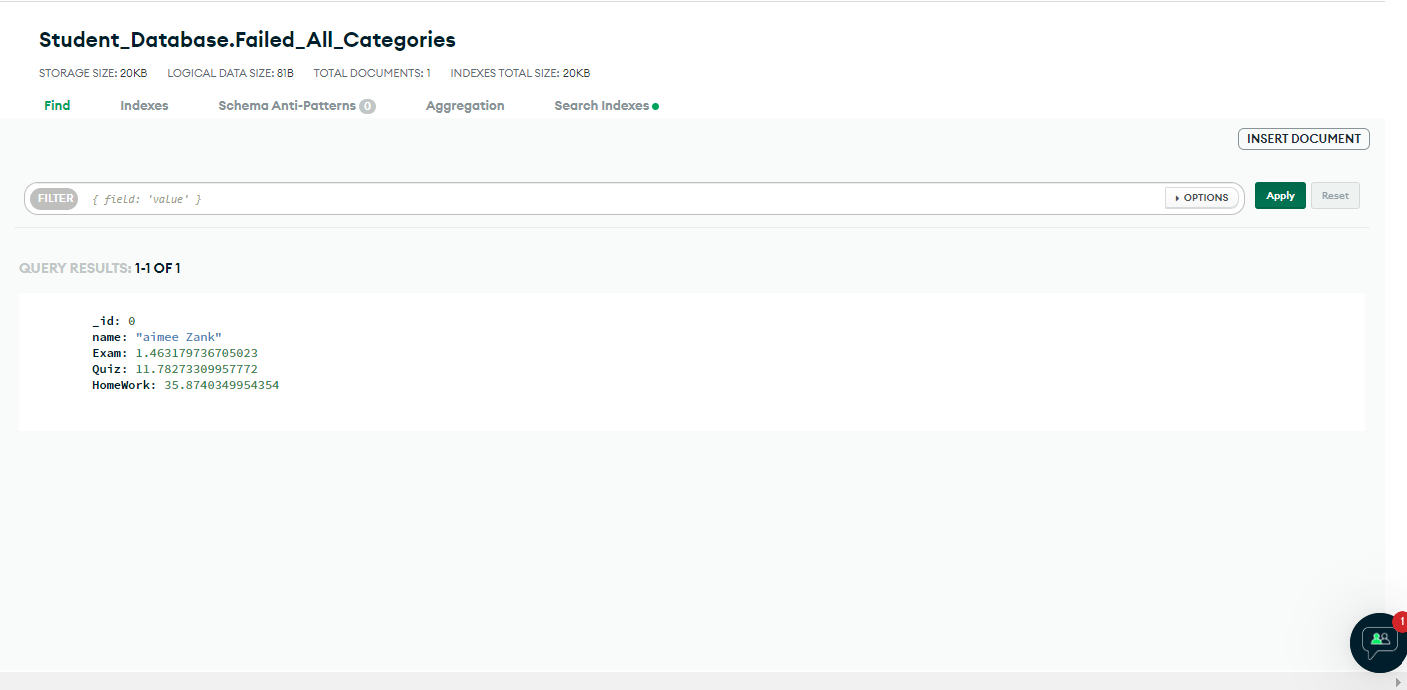 Student_Database.Failed_All_Categories
STORAGE SIZE: 20KB LOGICAL DATA SIZE: 81B TOTAL DOCUMENTS: 1 INDEXES TOTAL SIZE: 20KB
Find Indexes Schema Anti-Patterns 0 Aggregation Search Indexes
INSERT DOCUMENT
FILTER { field: 'value' } OPTIONS Apply Reset
QUERY RESULTS: 1-1 OF 1
_id: 0
name: "aimee Zank"
Exam: 1.463179736705023
Quiz: 11.78273309957772
HomeWork: 35.8740349954354
1